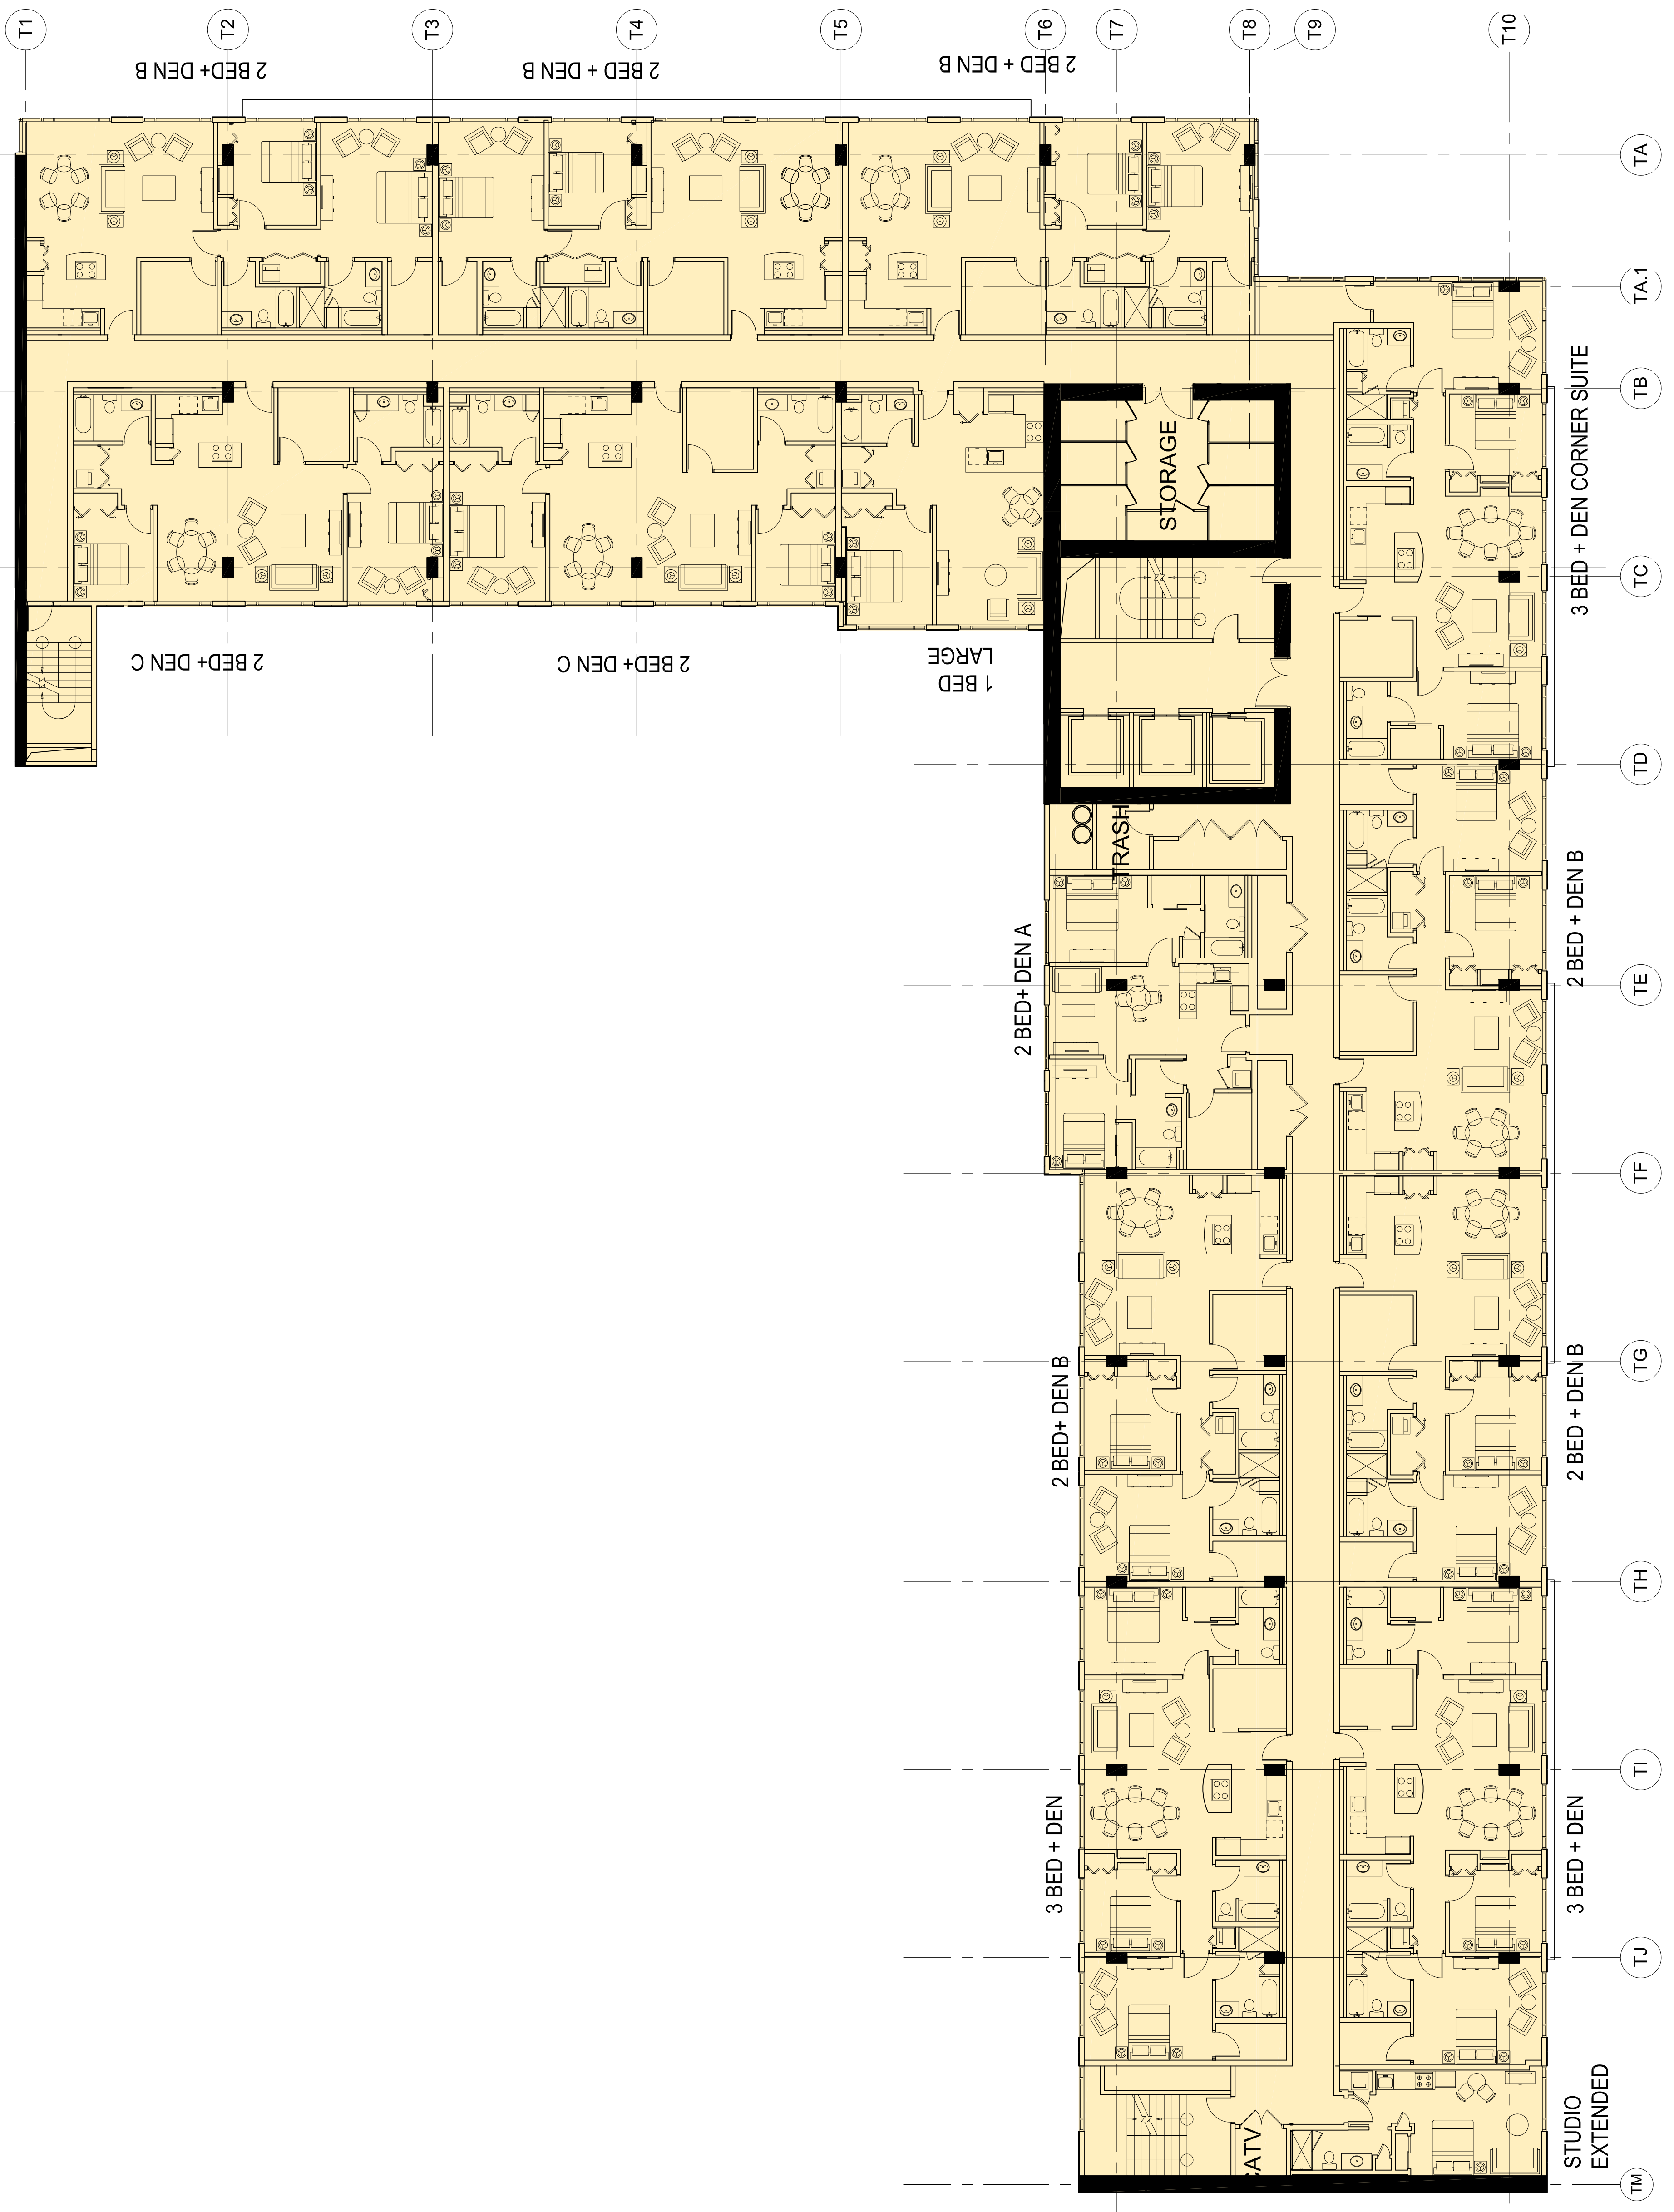 T1
T2
T3
T4
T5
T6
T7
T8
T9
T10
2 BED+ DEN B
2 BED + DEN B
2 BED + DEN B
TA
TA.1
TB
TC
TD
TE
TF
TG
TH
TI
TJ
TM
2 BED+ DEN C
2 BED+ DEN C
1 BED
LARGE
STORAGE
TRASH
3 BED + DEN CORNER SUITE
2 BED+ DEN A
2 BED + DEN B
2 BED+ DEN B
2 BED + DEN B
3 BED + DEN
3 BED + DEN
CATV
STUDIO
EXTENDED